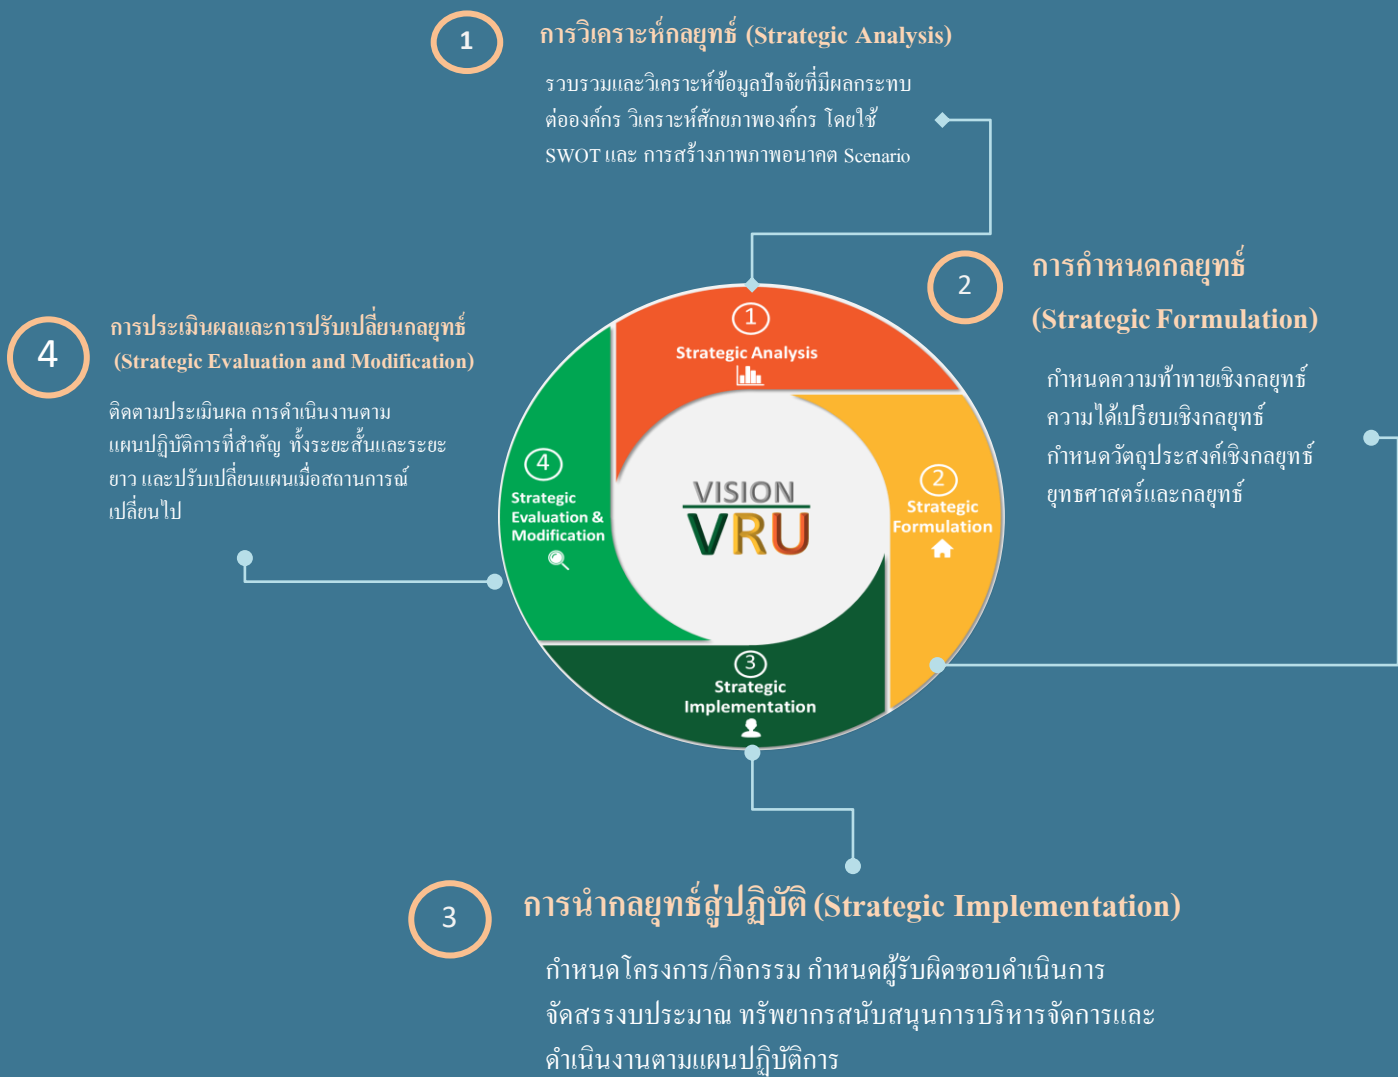 1
การวิเคราะห์กลยุทธ์ (Strategic Analysis)
รวบรวมและวิเคราะห์ข้อมูลปัจจัยที่มีผลกระทบ
ต่อองค์กร วิเคราะห์ศักยภาพองค์กร โดยใช้
SWOT และ การสร้างภาพภาพอนาคต Scenario
2
การกำหนดกลยุทธ์
(Strategic Formulation)
กำหนดความท้าทายเชิงกลยุทธ์
ความได้เปรียบเชิงกลยุทธ์
กำหนดวัตถุประสงค์เชิงกลยุทธ์
ยุทธศาสตร์และกลยุทธ์
4
การประเมินผลและการปรับเปลี่ยนกลยุทธ์
(Strategic Evaluation and Modification)
ติดตามประเมินผล การดำเนินงานตาม
แผนปฏิบัติการที่สำคัญ ทั้งระยะสั้นและระยะ
ยาว และปรับเปลี่ยนแผนเมื่อสถานการณ์
เปลี่ยนไป
1
Strategic Analysis
2
Strategic
Formulation
4
Strategic
Evaluation &
Modification
VISION
VRU
3
Strategic
Implementation
3
การนำกลยุทธ์สู่ปฏิบัติ (Strategic Implementation)
กำหนดโครงการ/กิจกรรม กำหนดผู้รับผิดชอบดำเนินการ
จัดสรรงบประมาณ ทรัพยากรสนับสนุนการบริหารจัดการและ
ดำเนินงานตามแผนปฏิบัติการ